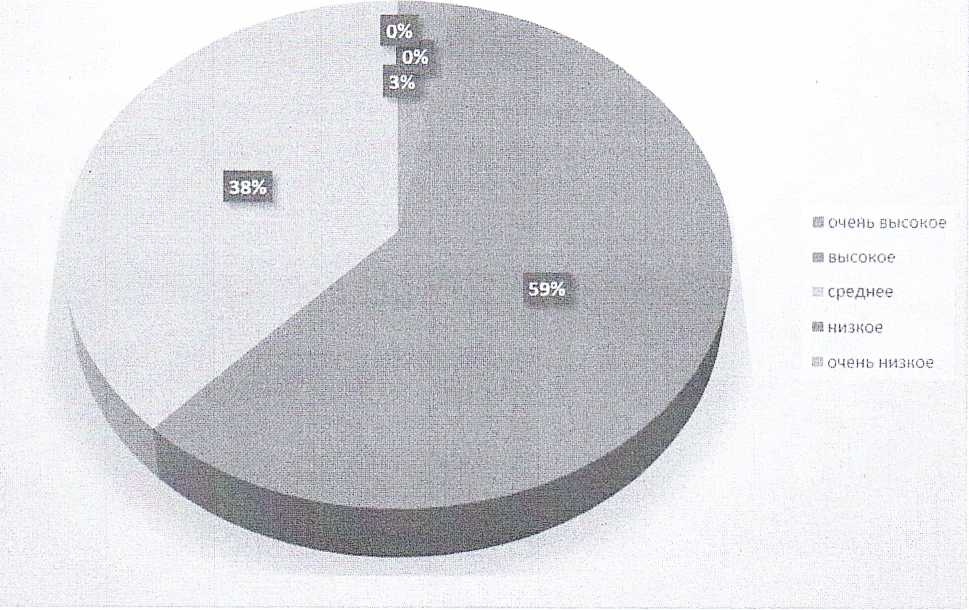 0%
0%
3%
38%
59%
очень высокое
высокое
среднее
низкое
очень низкое